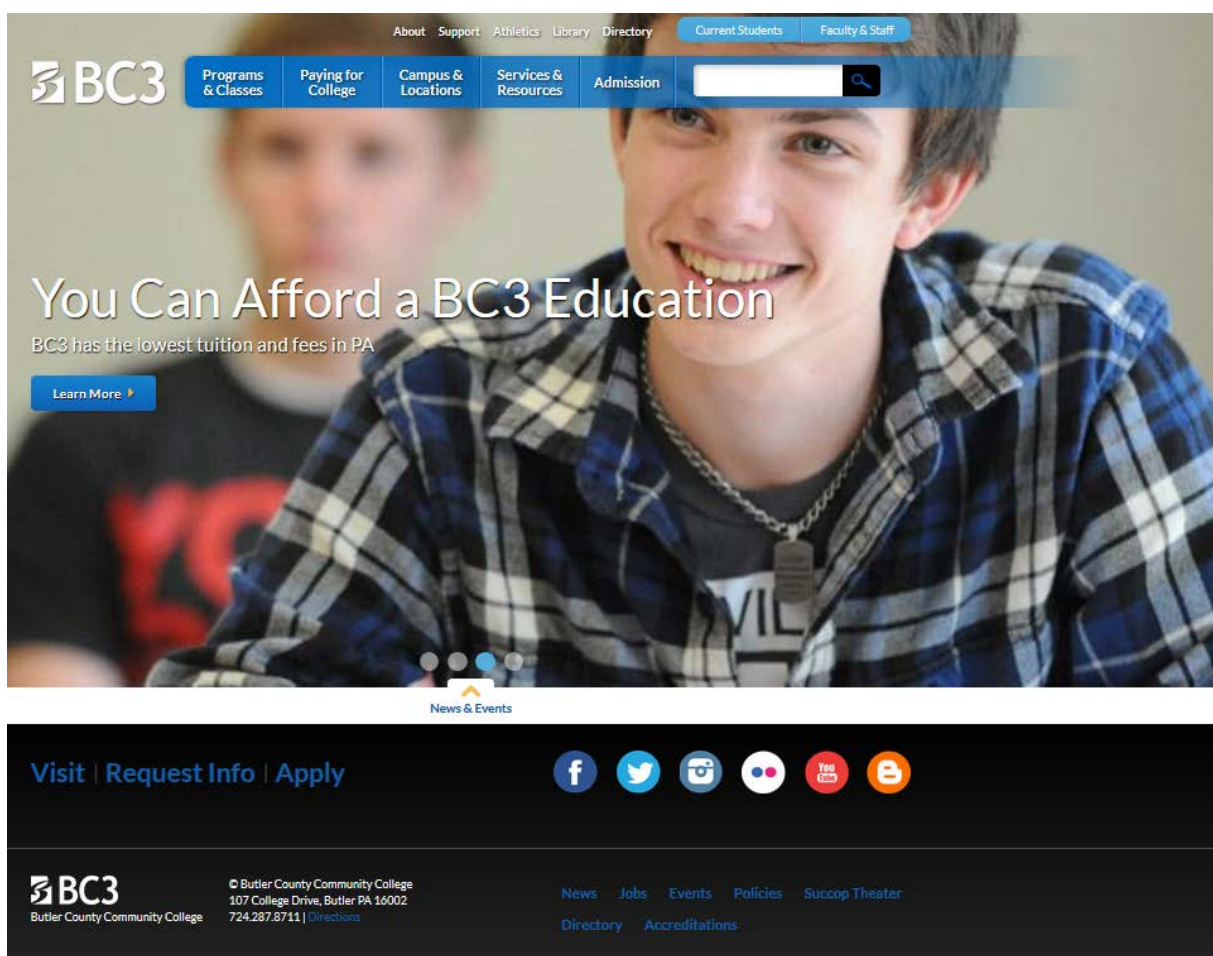 About Support Athletics Library Directory Current Students Faculty & Staff
BC3
Programs & Classes
Paying for College
Campus & Locations
Services & Resources
Admission
You Can Afford a BC3 Education
BC3 has the lowest tuition and fees in PA
Learn More
News & Events
Visit | Request Info | Apply
You Tube
BC3
Butler County Community College
© Butler County Community College
107 College Drive, Butler PA 16002
724.287.8711 | Directions
News Jobs Events Policies Succop Theater
Directory Accreditations